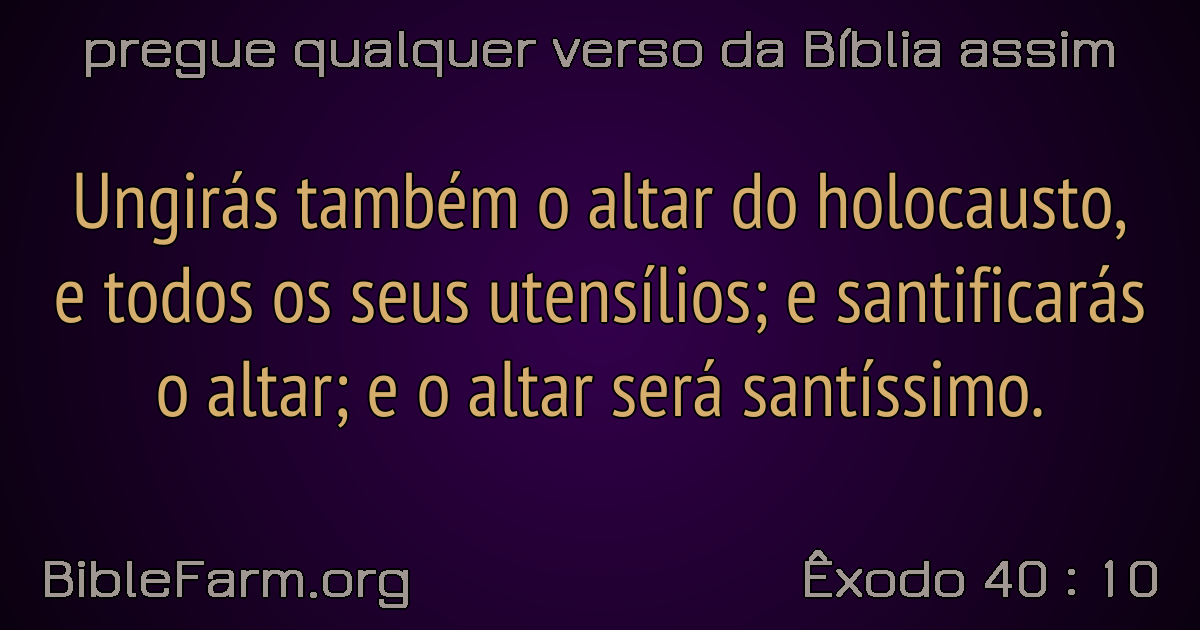 pregue qualquer verso da Bíblia assim
Ungirás também o altar do holocausto,
e todos os seus utensílios; e santificarás
o altar; e o altar será santíssimo.
BibleFarm.org
Êxodo 40 : 10